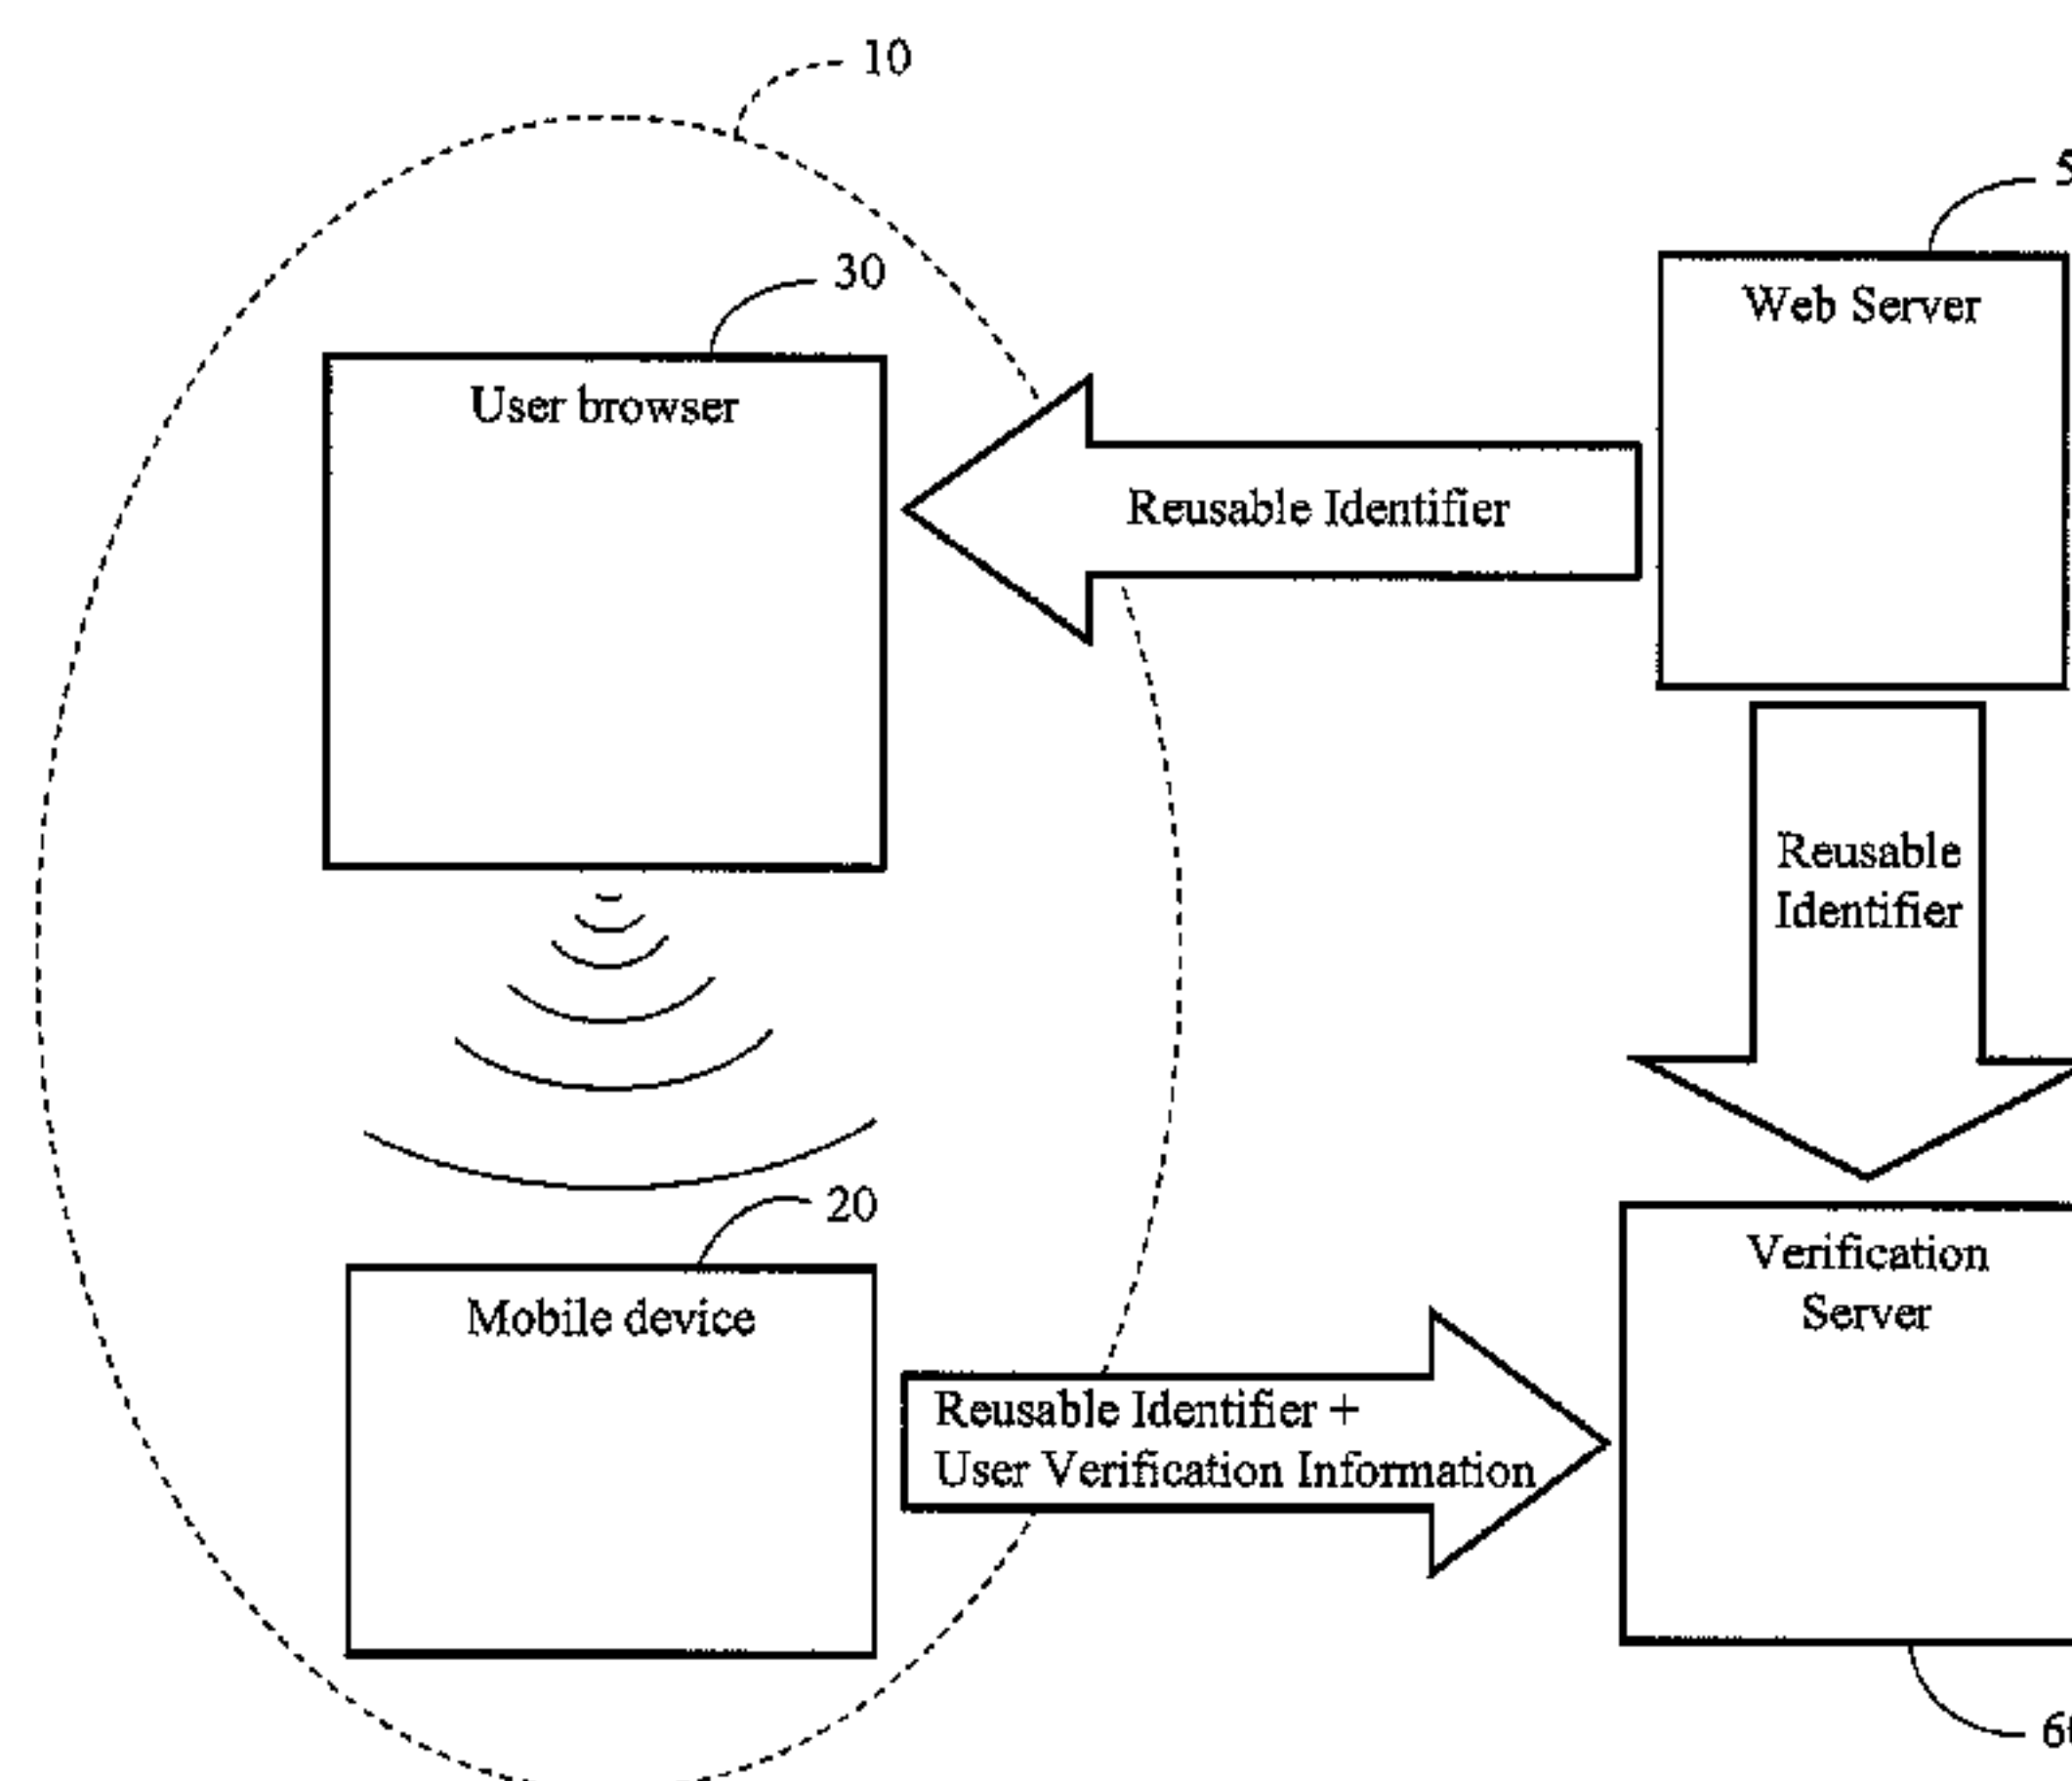 10
30
User browser
Web Server
Reusable Identifier
Reusable
Identifier
20
Mobile device
Verification
Server
Reusable Identifier +
User Verification Information